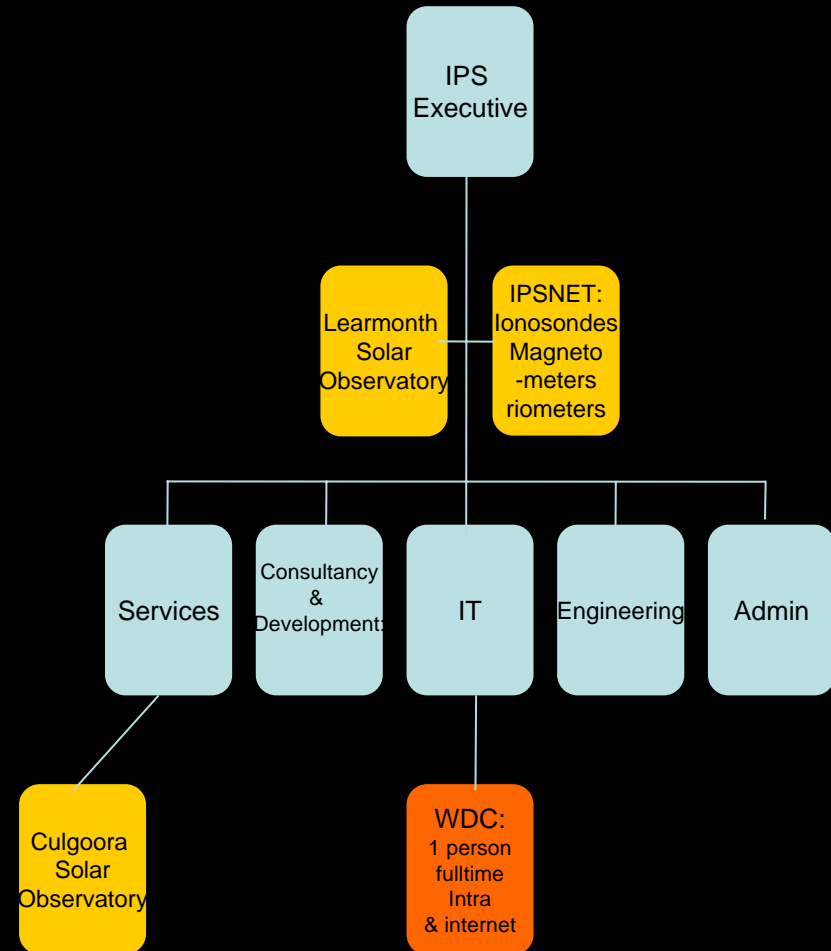 IPS
Executive
Learmonth
Solar
Observatory
IPSNET:
Ionosondes
Magneto
-meters
riometers
Services
Consultancy
&
Development:
IT
Engineering
Admin
Culgoora
Solar
Observatory
WDC:
1 person
fulltime
Intra
& internet